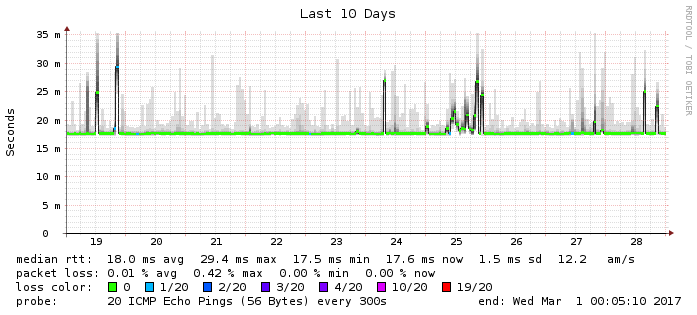 Last 10 Days
RRDTOOL / TOBI OETIKER
Seconds
35 m
30 m
25 m
20 m
15 m
10 m
5 m
0
19 20 21 22 23 24 25 26 27 28
median rtt: 18.0 ms avg 29.4 ms max 17.5 ms min 17.6 ms now 1.5 ms sd 12.2 am/s
packet loss: 0.01 % avg 0.42 % max 0.00 % min 0.00 % now
loss color: 0 1/20 2/20 3/20 4/20 10/20 19/20
probe: 20 ICMP Echo Pings (56 Bytes) every 300s end: Wed Mar 1 00:05:10 2017